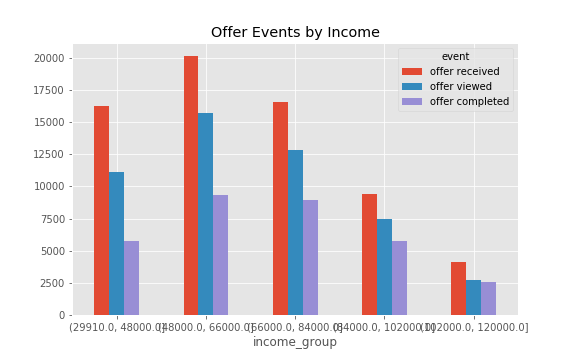 Offer Events by Income
event
offer received
offer viewed
offer completed
20000
17500
15000
12500
10000
7500
5000
2500
0
(29910.0, 48000.0]
(48000.0, 66000.0]
(66000.0, 84000.0]
(84000.0, 102000.0]
(102000.0, 120000.0]
income_group